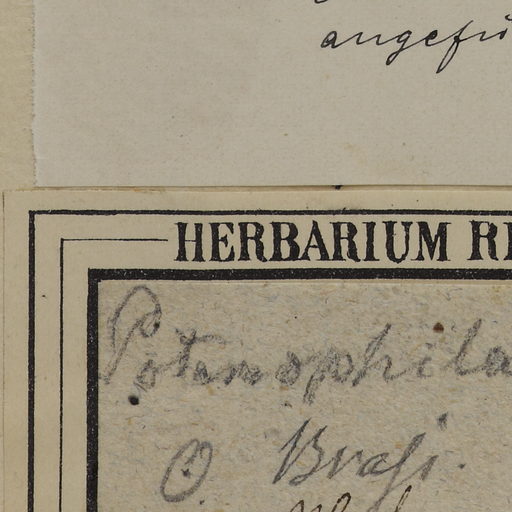 angefü
HERBARIUM RE
Potamophila
O. Brasi.